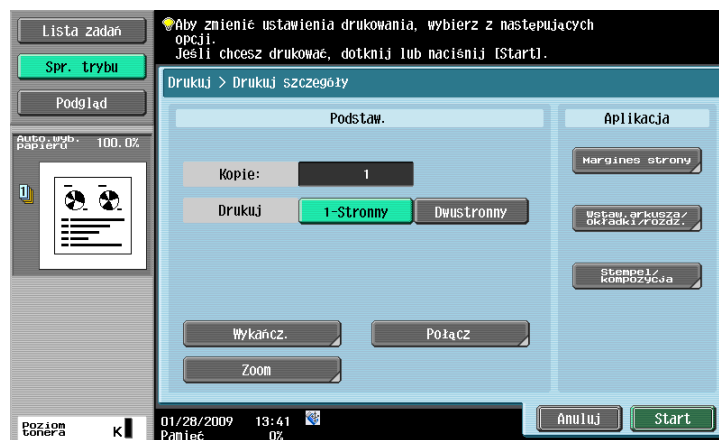 Lista zadań
Spr. trybu
Podgląd
Auto.wyb. papieru 100.0%
1
Poziom tonera K
Aby zmienić ustawienia drukowania, wybierz z następujących
opcji.
Jeśli chcesz drukować, dotknij lub naciśnij [Start].
Drukuj > Drukuj szczegóły
Podstaw.
Kopie: 1
Drukuj 1-Stronny Dwustronny
Wykańcz. Połącz
Zoom
Aplikacja
Margines strony
Wstaw.arkusza/
okładki/rozdz.
Stempel/
kompozycja
01/28/2009 13:41
Pamięć 0%
Anuluj Start